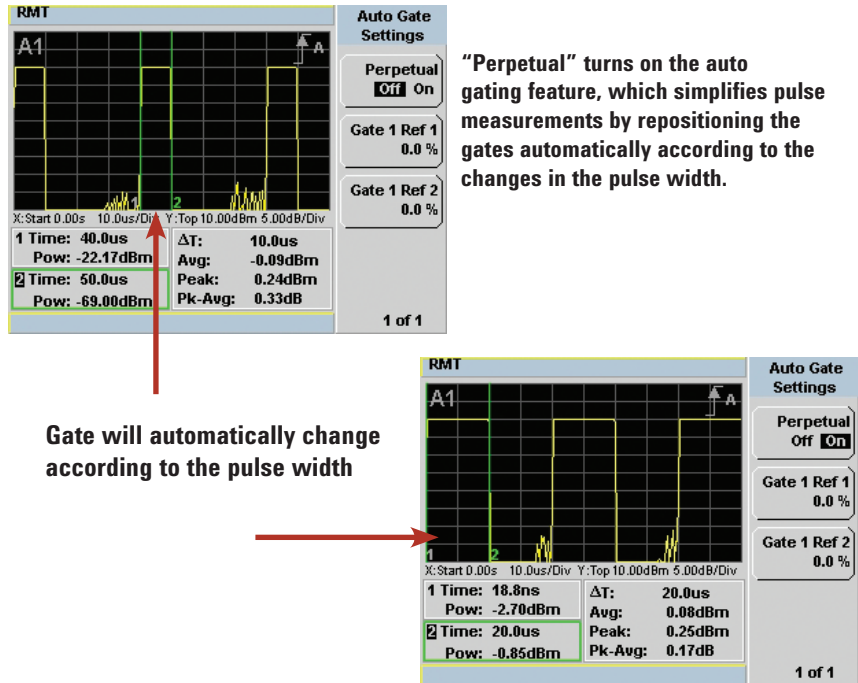 RMT
Auto Gate
Settings
A1
A
Perpetual
Off On
Gate 1 Ref 1
0.0 %
Gate 1 Ref 2
0.0 %
1 2
X:Start 0.00s 10.0us/Div Y:Top 10.00dBm 5.00dB/Div
1 Time: 40.0us
Pow: -22.17dBm
2 Time: 50.0us
Pow: -69.00dBm
ΔT: 10.0us
Avg: -0.09dBm
Peak: 0.24dBm
Pk-Avg: 0.33dB
1 of 1
“Perpetual” turns on the auto
gating feature, which simplifies pulse
measurements by repositioning the
gates automatically according to the
changes in the pulse width.
Gate will automatically change
according to the pulse width
RMT
Auto Gate
Settings
A1
A
Perpetual
Off On
Gate 1 Ref 1
0.0 %
Gate 1 Ref 2
0.0 %
1 2
X:Start 0.00s 10.0us/Div Y:Top 10.00dBm 5.00dB/Div
1 Time: 18.8ns
Pow: -2.70dBm
2 Time: 20.0us
Pow: -0.85dBm
ΔT: 20.0us
Avg: 0.08dBm
Peak: 0.25dBm
Pk-Avg: 0.17dB
1 of 1